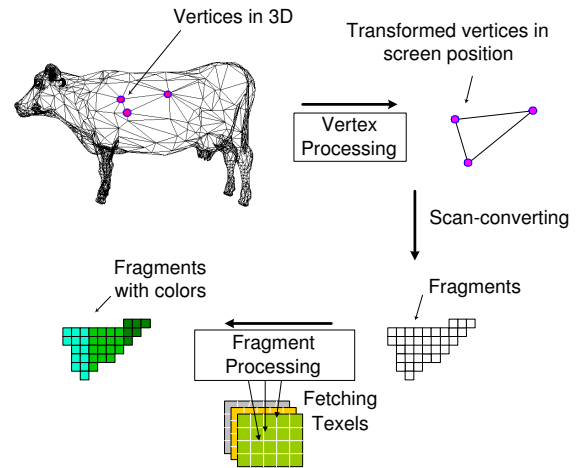 Vertices in 3D
Transformed vertices in
screen position
Vertex
Processing
Scan-converting
Fragments
with colors
Fragments
Fragment
Processing
Fetching
Texels